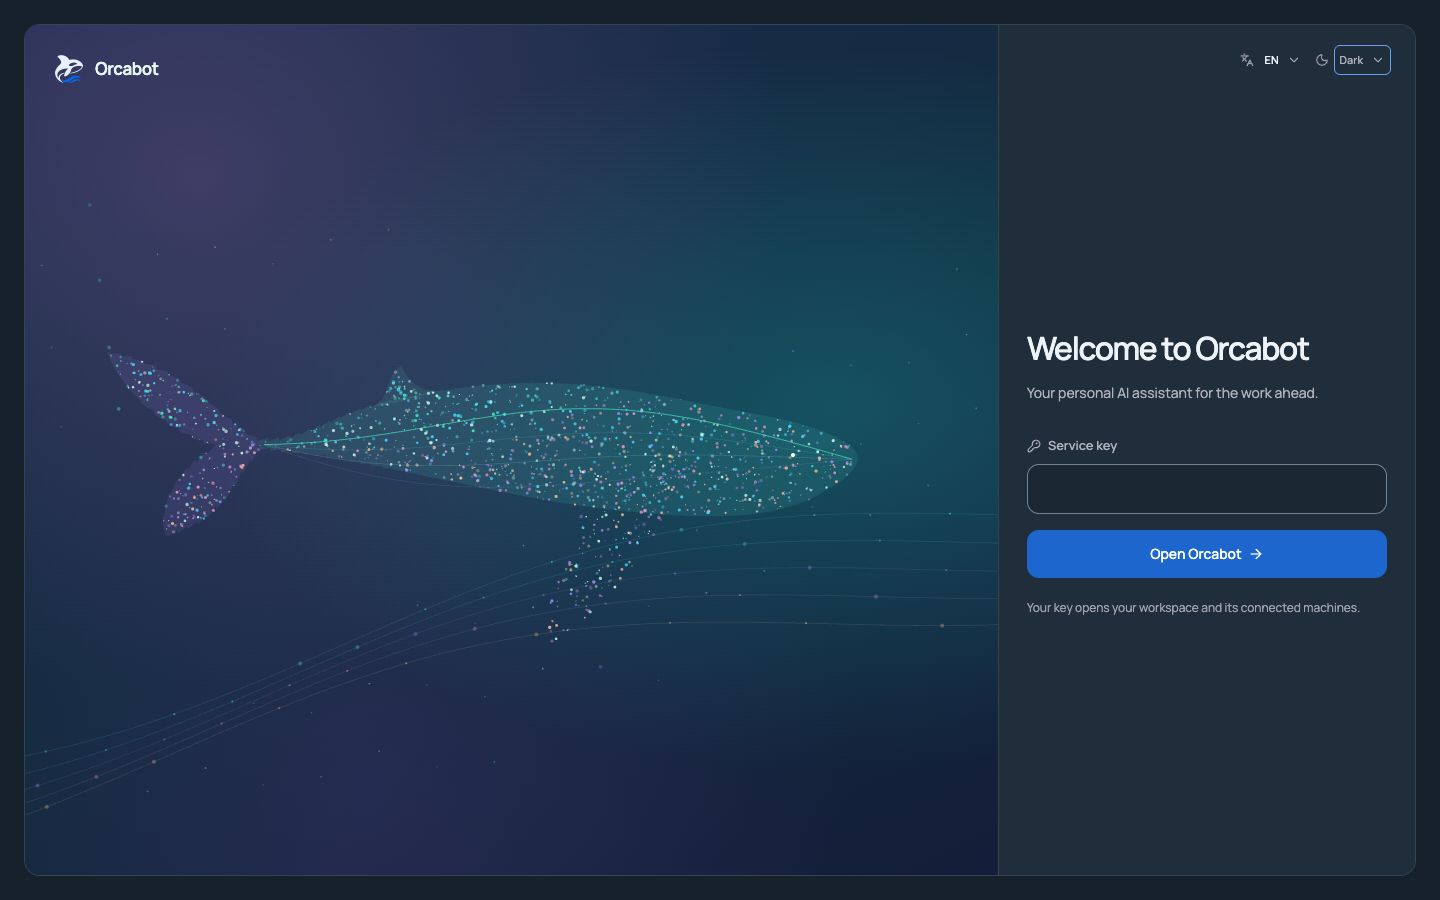 Orcabot
EN
Dark
Welcome to Orcabot
Your personal AI assistant for the work ahead.
Service key
Open Orcabot
Your key opens your workspace and its connected machines.